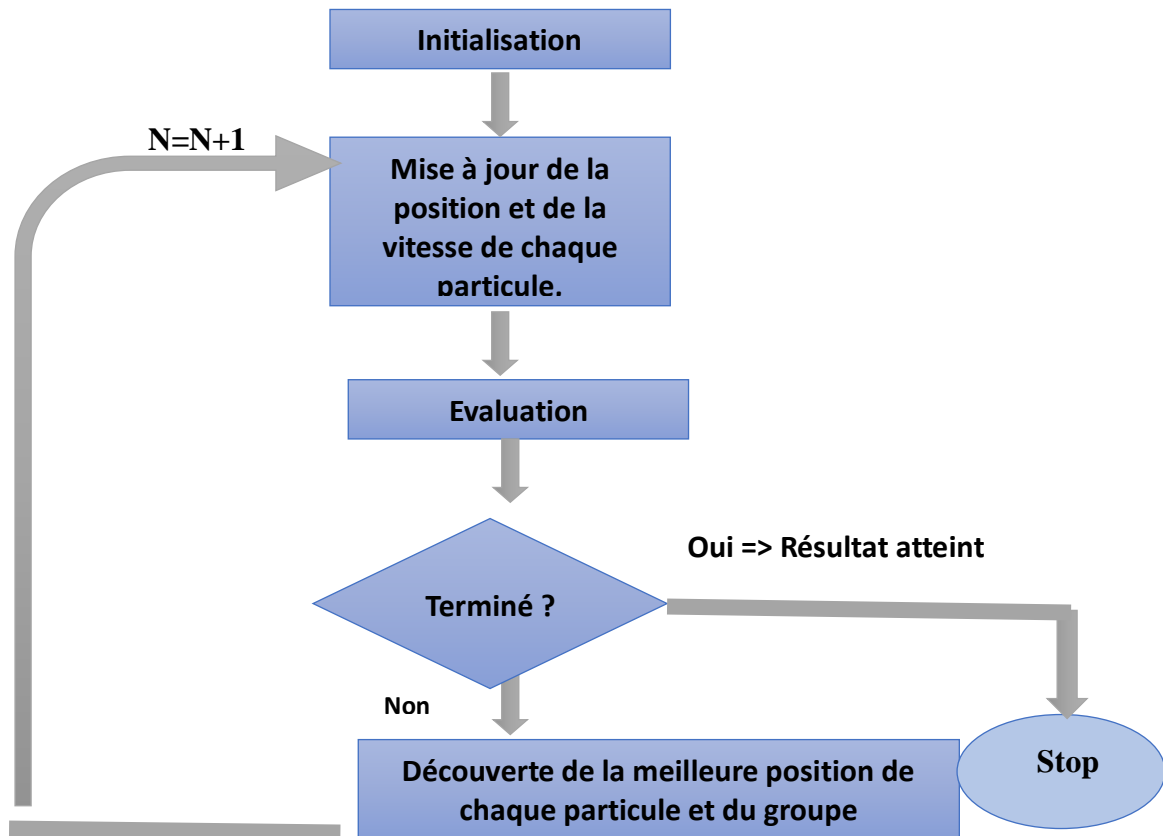 Initialisation
N=N+1
Mise à jour de la
position et de la
vitesse de chaque
particule.
Evaluation
Oui => Résultat atteint
Terminé ?
Non
Découverte de la meilleure position de
chaque particule et du groupe
Stop